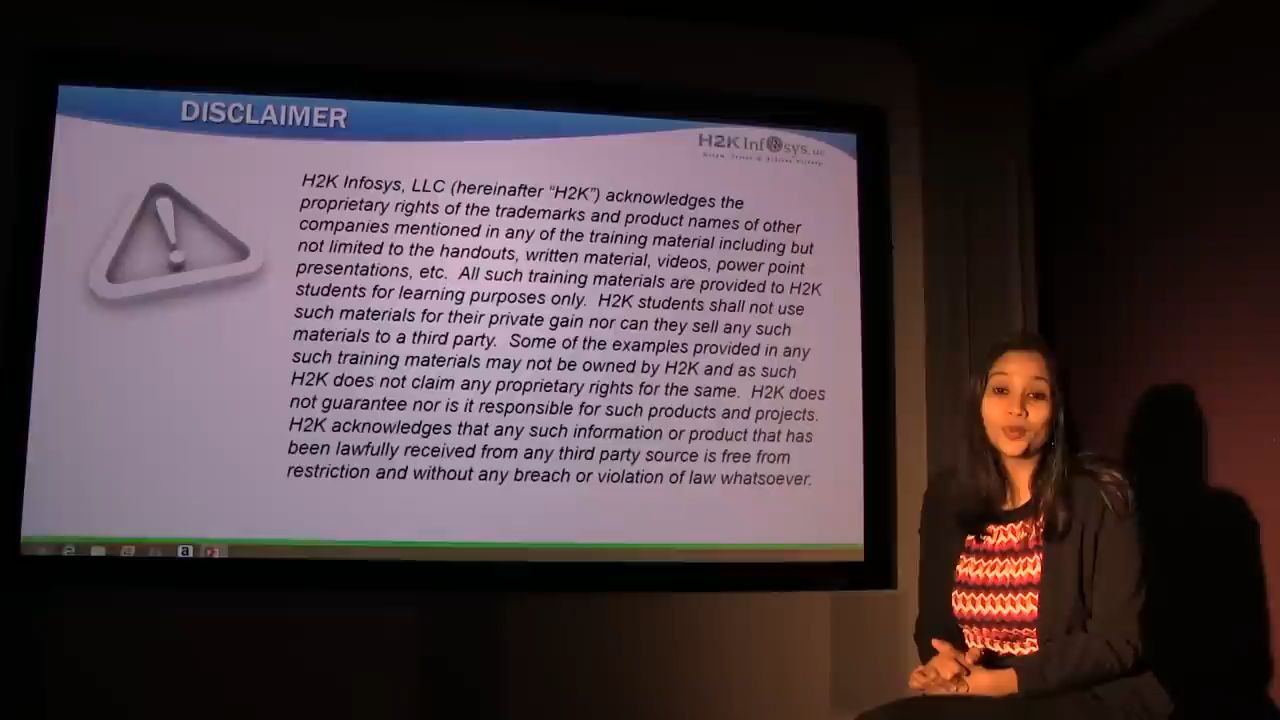 DISCLAIMER
H2K Infosys, LLC
H2K Infosys, LLC (hereinafter “H2K”) acknowledges the
proprietary rights of the trademarks and product names of other
companies mentioned in any of the training material including but
not limited to the handouts, written material, videos, power point
presentations, etc. All such training materials are provided to H2K
students for learning purposes only. H2K students shall not use
such materials for their private gain nor can they sell any such
materials to a third party. Some of the examples provided in any
such training materials may not be owned by H2K and as such
H2K does not claim any proprietary rights for the same. H2K does
not guarantee nor is it responsible for such products and projects.
H2K acknowledges that any such information or product that has
been lawfully received from any third party source is free from
restriction and without any breach or violation of law whatsoever.
a